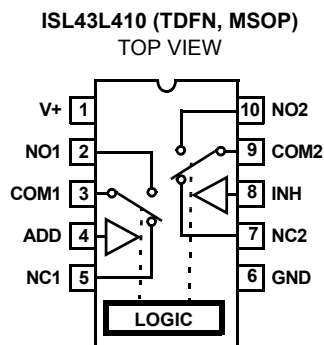 ISL43L410 (TDFN, MSOP)
TOP VIEW
V+ 1
10 NO2
NO1 2
9 COM2
COM1 3
8 INH
ADD 4
7 NC2
NC1 5
6 GND
LOGIC